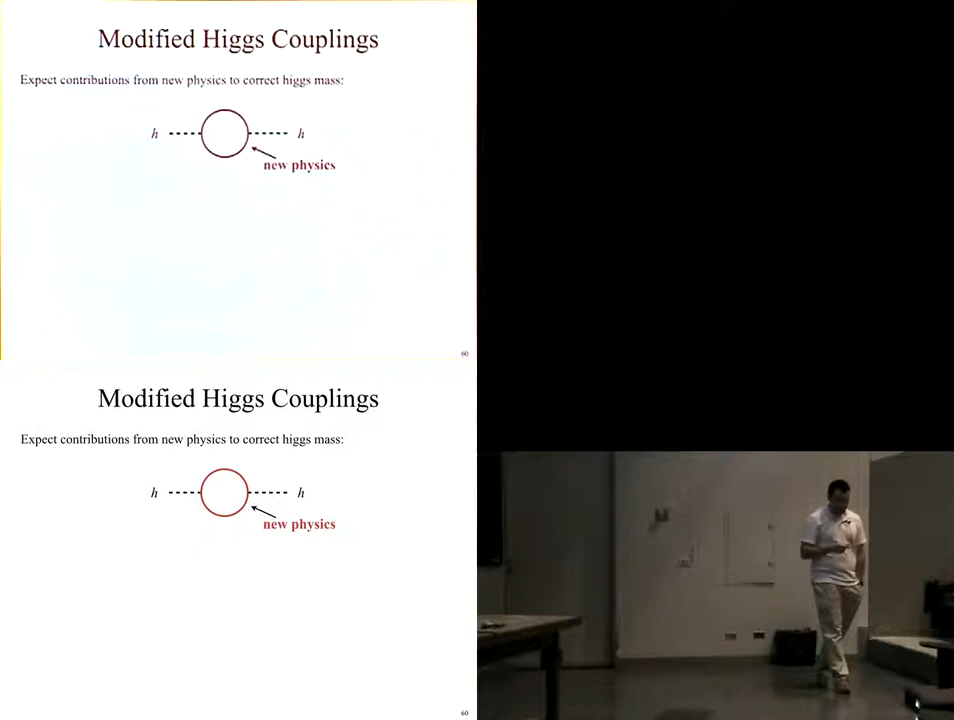 Modified Higgs Couplings
Expect contributions from new physics to correct higgs mass:
h h
new physics
60
Modified Higgs Couplings
Expect contributions from new physics to correct higgs mass:
h h
new physics
60